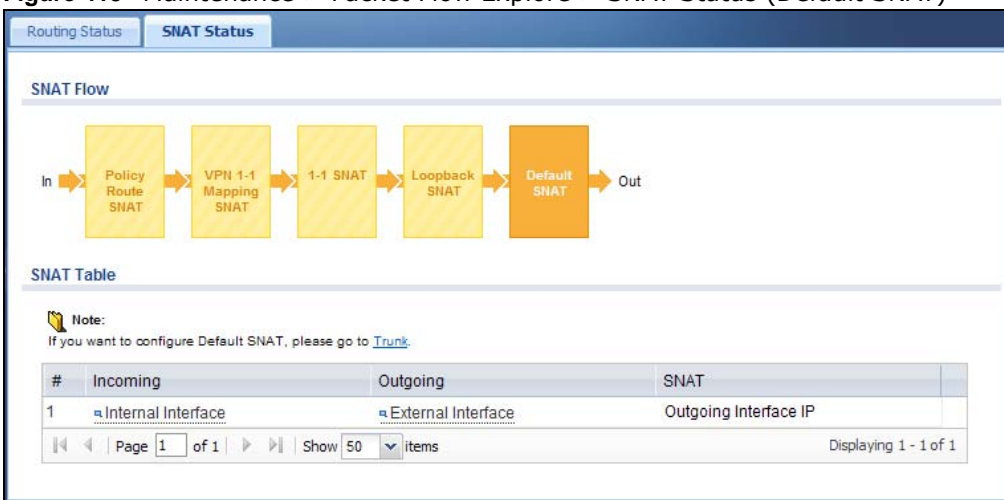 Routing Status
SNAT Status
SNAT Flow
In
Policy
Route
SNAT
VPN 1-1
Mapping
SNAT
1-1 SNAT
Loopback
SNAT
Default
SNAT
Out
SNAT Table
Note:
If you want to configure Default SNAT, please go to Trunk.
# Incoming Outgoing SNAT
1 Internal Interface External Interface Outgoing Interface IP
Page 1 of 1 Show 50 items Displaying 1 - 1 of 1